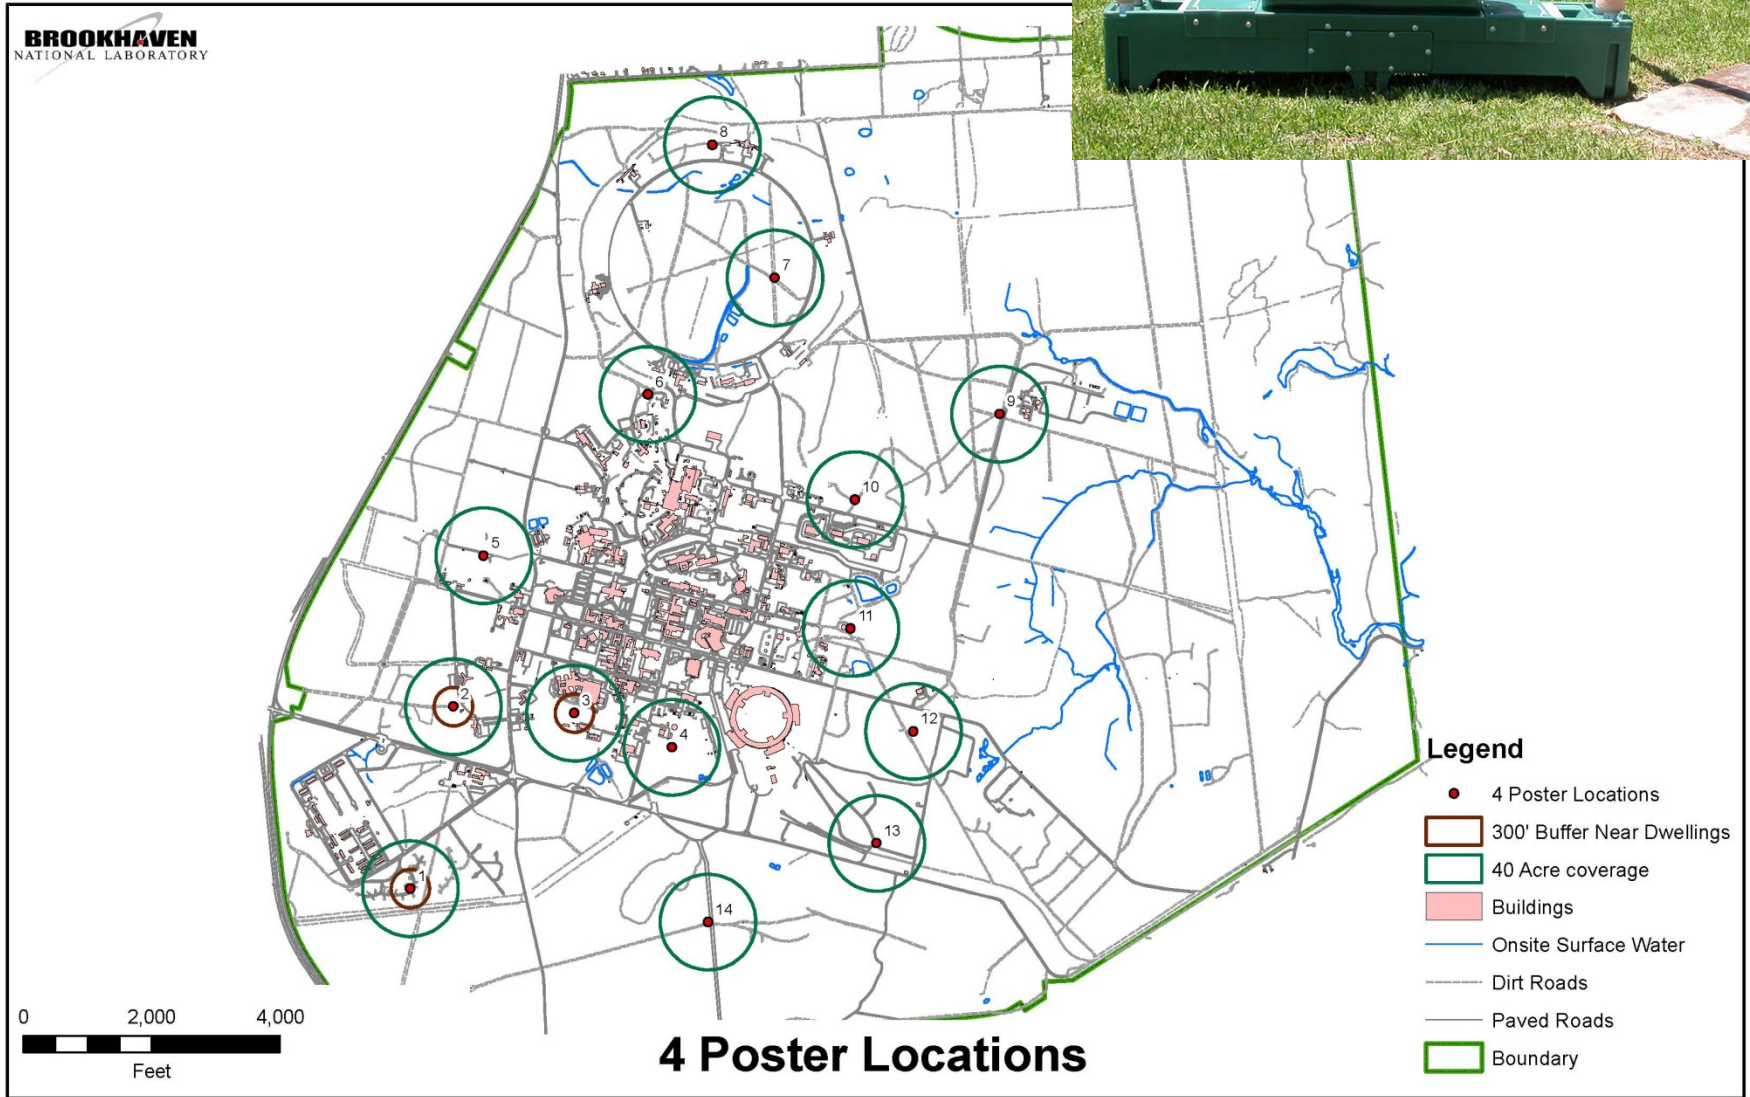 BROOKHAVEN
NATIONAL LABORATORY
8
7
6
9
10
5
11
2
3
4
12
13
1
14
Legend
4 Poster Locations
300' Buffer Near Dwellings
40 Acre coverage
Buildings
Onsite Surface Water
Dirt Roads
Paved Roads
Boundary
0 2,000 4,000
Feet
4 Poster Locations